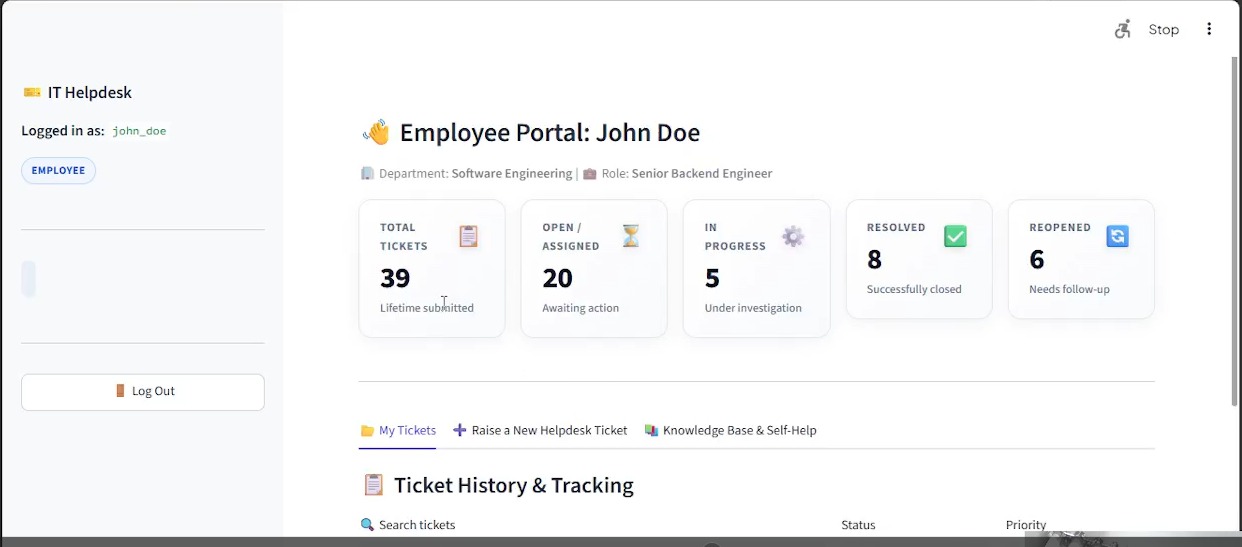 Stop
IT Helpdesk
Logged in as: john_doe
EMPLOYEE
Log Out
Employee Portal: John Doe
Department: Software Engineering | Role: Senior Backend Engineer
TOTAL
TICKETS
39
Lifetime submitted
OPEN /
ASSIGNED
20
Awaiting action
IN
PROGRESS
5
Under investigation
RESOLVED
8
Successfully closed
REOPENED
6
Needs follow-up
My Tickets
Raise a New Helpdesk Ticket
Knowledge Base & Self-Help
Ticket History & Tracking
Search tickets
Status
Priority